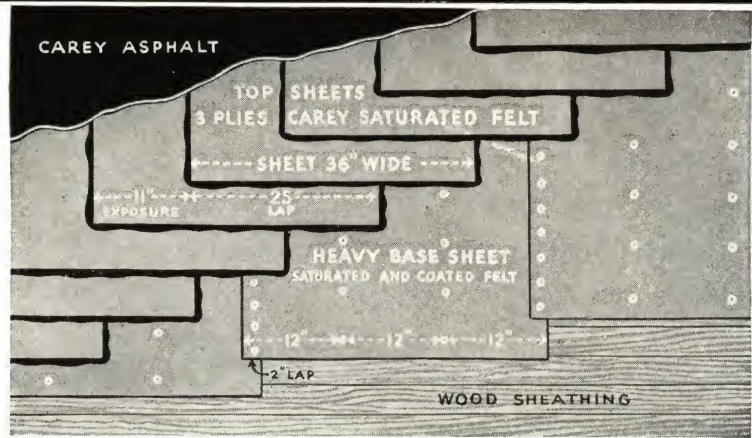 CAREY ASPHALT
TOP SHEETS
3 PLIES CAREY SATURATED FELT
SHEET 36" WIDE
11" 25"
EXPOSURE LAP
HEAVY BASE SHEET
SATURATED AND COATED FELT
12" 12" 12"
2" LAP
WOOD SHEATHING